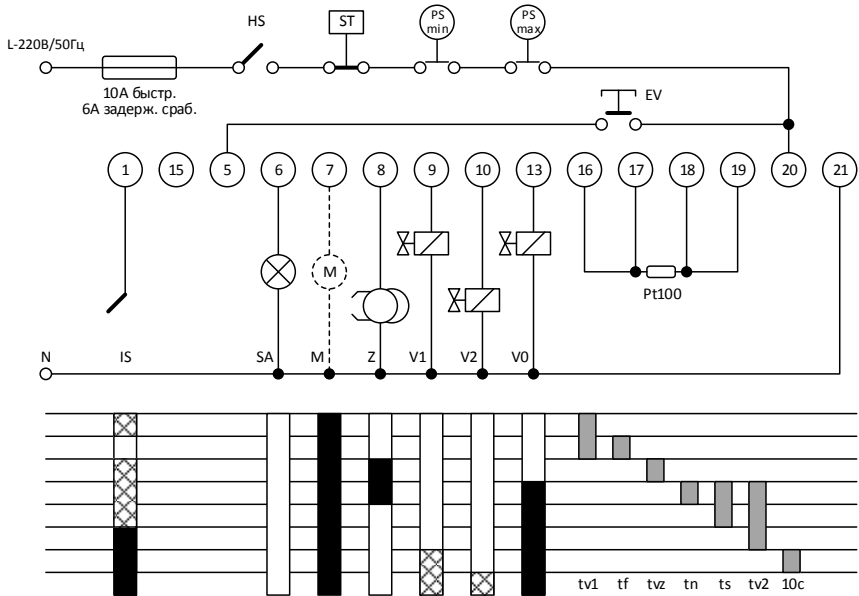 HS
ST
PS
min
PS
max
L-220В/50Гц
10А быстр.
6А задерж. сраб.
EV
1 15 5 6 7 8 9 10 13 16 17 18 19 20 21
M
Pt100
N IS SA M Z V1 V2 V0
tv1 tf tvz tn ts tv2 10c